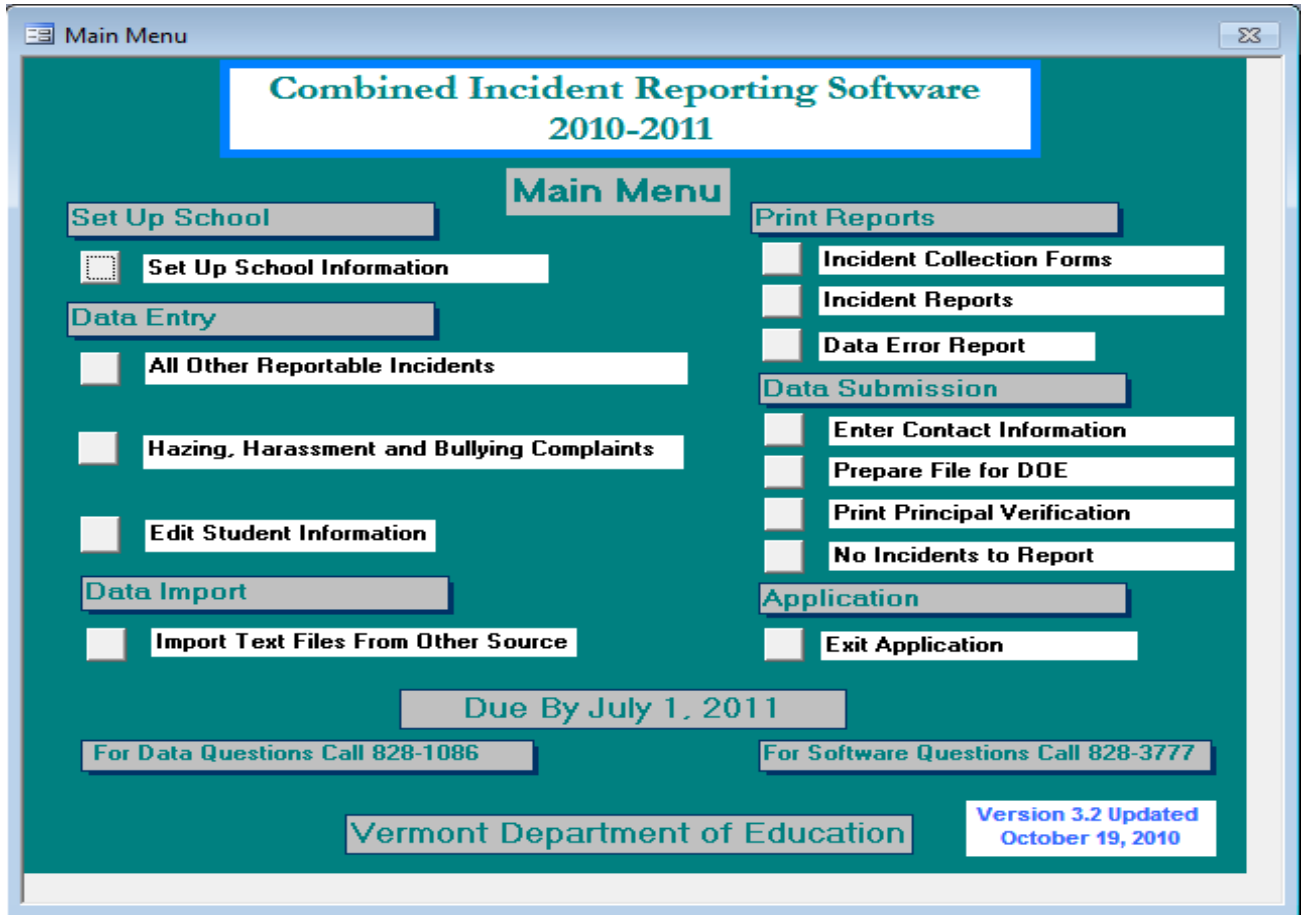 Main Menu
Combined Incident Reporting Software
2010-2011
Main Menu
Set Up School
Set Up School Information
Data Entry
All Other Reportable Incidents
Hazing, Harassment and Bullying Complaints
Edit Student Information
Data Import
Import Text Files From Other Source
Print Reports
Incident Collection Forms
Incident Reports
Data Error Report
Data Submission
Enter Contact Information
Prepare File for DOE
Print Principal Verification
No Incidents to Report
Application
Exit Application
Due By July 1, 2011
For Data Questions Call 828-1086
For Software Questions Call 828-3777
Vermont Department of Education
Version 3.2 Updated
October 19, 2010